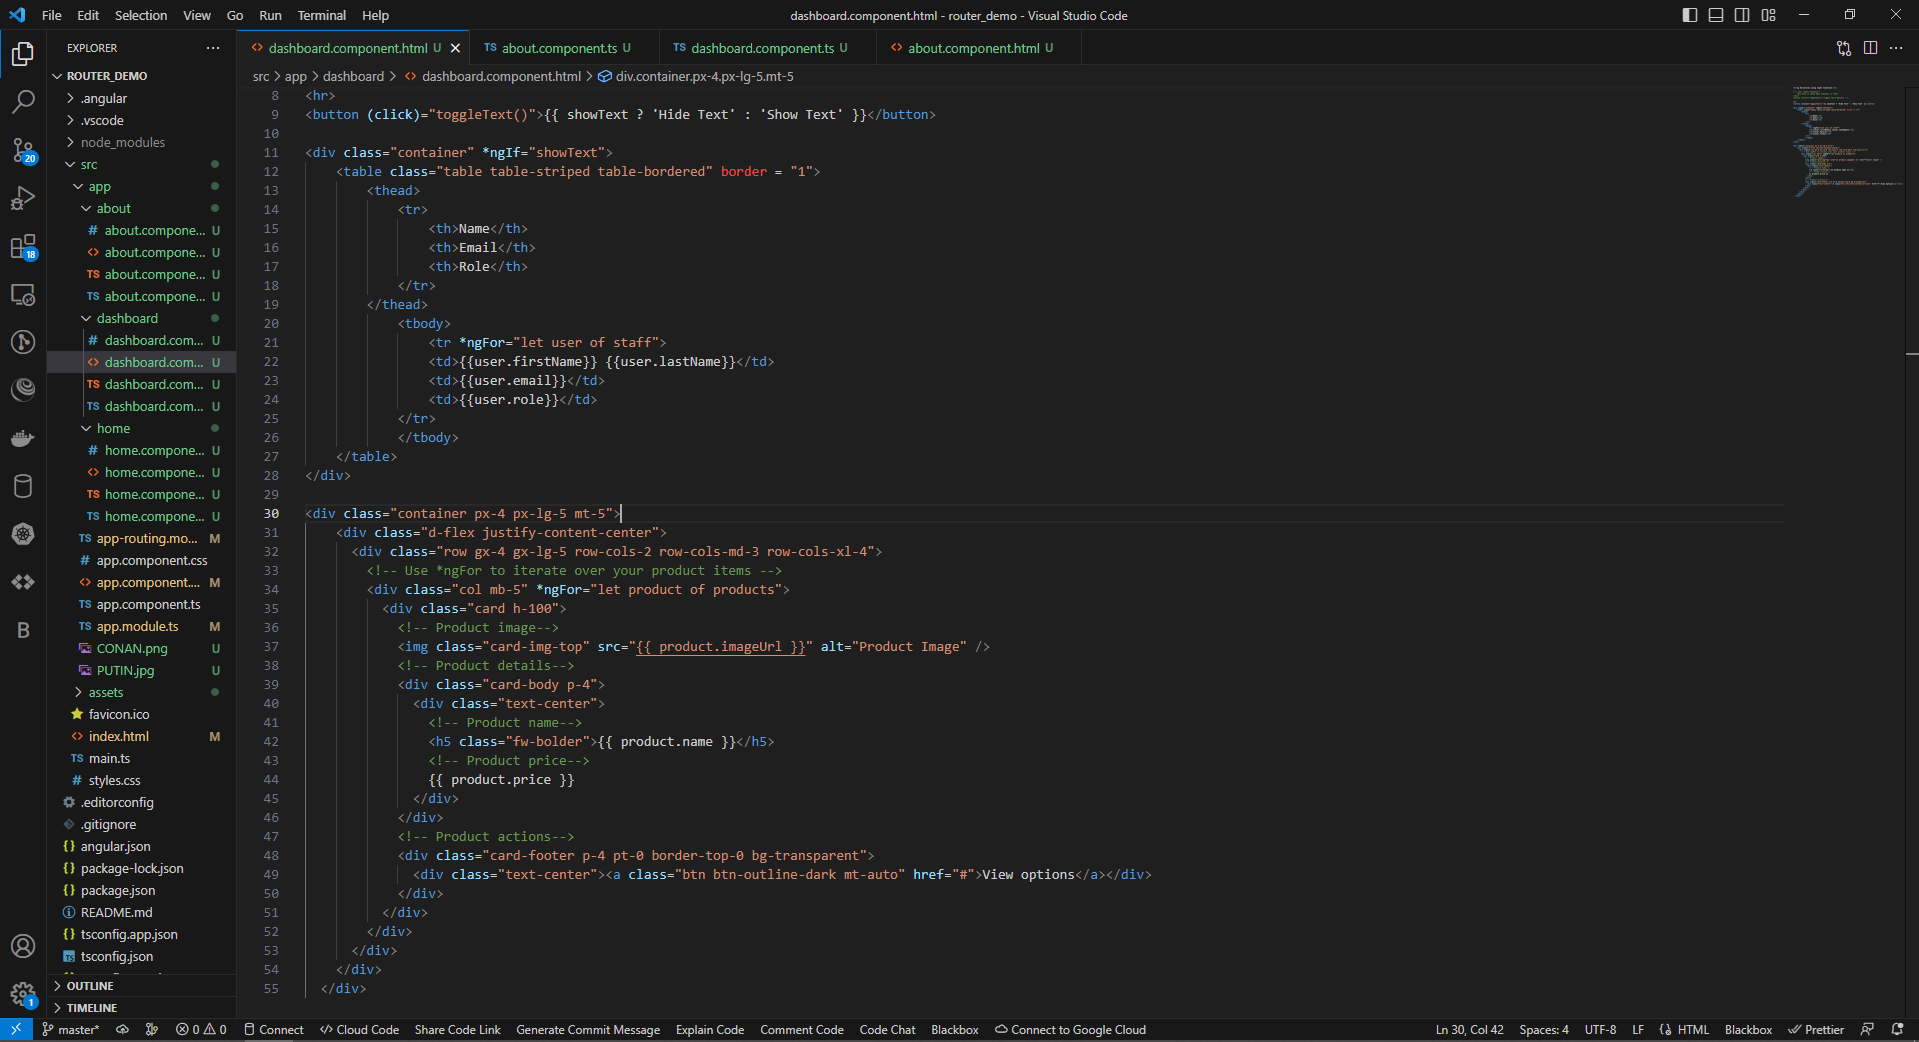 File Edit Selection View Go Run Terminal Help
dashboard.component.html - router_demo - Visual Studio Code
EXPLORER
dashboard.component.html U
TS about.component.ts U
TS dashboard.component.ts U
about.component.html U
src > app > dashboard > dashboard.component.html > div.container.px-4.px-lg-5.mt-5
ROUTER_DEMO
.angular
.vscode
node_modules
src
app
about
# about.compone... U
<> about.compone... U
TS about.compone... U
TS about.compone... U
dashboard
# dashboard.com... U
<> dashboard.com... U
TS dashboard.com... U
TS dashboard.com... U
home
# home.compone... U
<> home.compone... U
TS home.compone... U
TS home.compone... U
TS app-routing.mo... M
# app.component.css
<> app.component.... M
TS app.component.ts
TS app.module.ts M
CONAN.png U
PUTIN.jpg U
assets
favicon.ico
<> index.html M
TS main.ts
# styles.css
.editorconfig
.gitignore
{} angular.json
{} package-lock.json
{} package.json
README.md
{} tsconfig.app.json
tsconfig.json
OUTLINE
TIMELINE
20
18
B
1
8 <hr>
9 <button (click)="toggleText()">{{ showText ? 'Hide Text' : 'Show Text' }}</button>
10
11 <div class="container" *ngIf="showText">
12 <table class="table table-striped table-bordered" border = "1">
13 <thead>
14 <tr>
15 <th>Name</th>
16 <th>Email</th>
17 <th>Role</th>
18 </tr>
19 </thead>
20 <tbody>
21 <tr *ngFor="let user of staff">
22 <td>{{user.firstName}} {{user.lastName}}</td>
23 <td>{{user.email}}</td>
24 <td>{{user.role}}</td>
25 </tr>
26 </tbody>
27 </table>
28 </div>
29
30 <div class="container px-4 px-lg-5 mt-5">
31 <div class="d-flex justify-content-center">
32 <div class="row gx-4 gx-lg-5 row-cols-2 row-cols-md-3 row-cols-xl-4">
33 <!-- Use *ngFor to iterate over your product items -->
34 <div class="col mb-5" *ngFor="let product of products">
35 <div class="card h-100">
36 <!-- Product image-->
37 <img class="card-img-top" src="{{ product.imageUrl }}" alt="Product Image" />
38 <!-- Product details-->
39 <div class="card-body p-4">
40 <div class="text-center">
41 <!-- Product name-->
42 <h5 class="fw-bolder">{{ product.name }}</h5>
43 <!-- Product price-->
44 {{ product.price }}
45 </div>
46 </div>
47 <!-- Product actions-->
48 <div class="card-footer p-4 pt-0 border-top-0 bg-transparent">
49 <div class="text-center"><a class="btn btn-outline-dark mt-auto" href="#">View options</a></div>
50 </div>
51 </div>
52 </div>
53 </div>
54 </div>
55 </div>
master* 0 0 Connect Cloud Code Share Code Link Generate Commit Message Explain Code Comment Code Code Chat Blackbox Connect to Google Cloud Ln 30, Col 42 Spaces: 4 UTF-8 LF HTML Blackbox Prettier